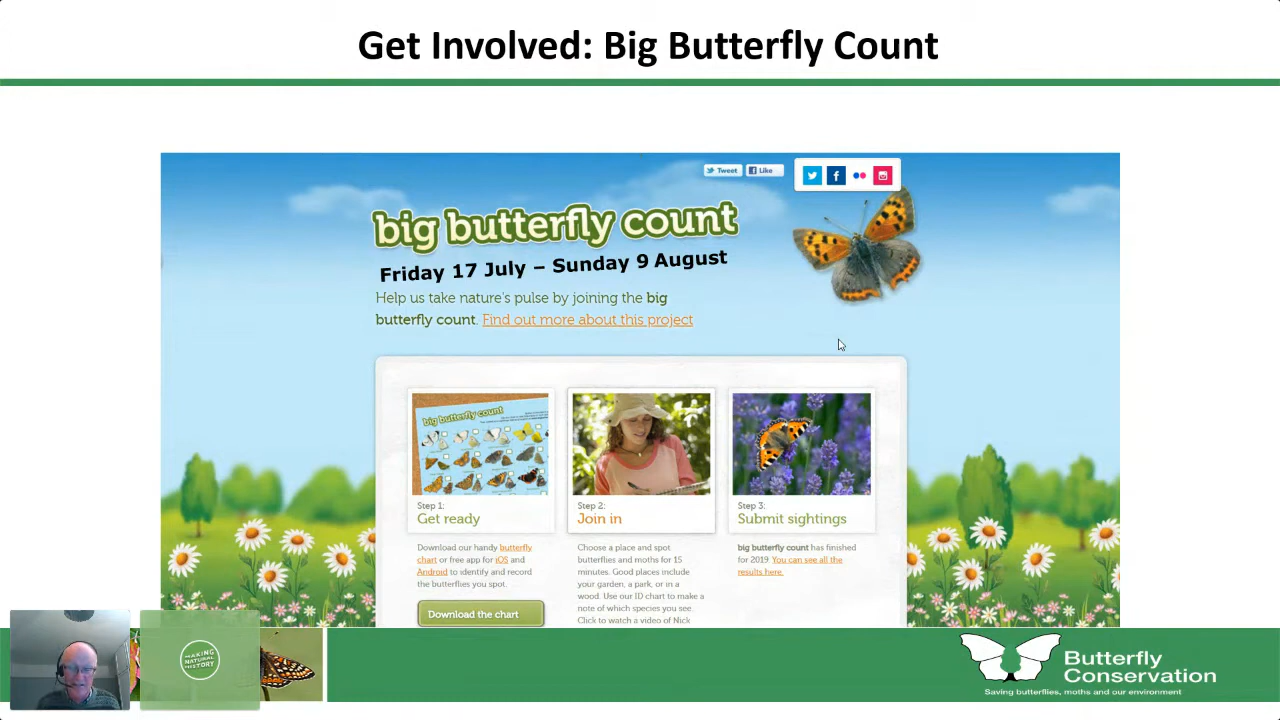 Get Involved: Big Butterfly Count
Tweet
Like
big butterfly count
Friday 17 July – Sunday 9 August
Help us take nature's pulse by joining the big
butterfly count. Find out more about this project
big butterfly count
Step 1:
Get ready
Download our handy butterfly
chart or free app for iOS and
Android to identify and record
the butterflies you spot.
Download the chart
Step 2:
Join in
Choose a place and spot
butterflies and moths for 15
minutes. Good places include
your garden, a park, or in a
wood. Use our ID chart to make a
note of which species you see.
Click to watch a video of Nick
Step 3:
Submit sightings
big butterfly count has finished
for 2019. You can see all the
results here.
MAKING
NATURAL
HISTORY
Butterfly
Conservation
Saving butterflies, moths and our environment